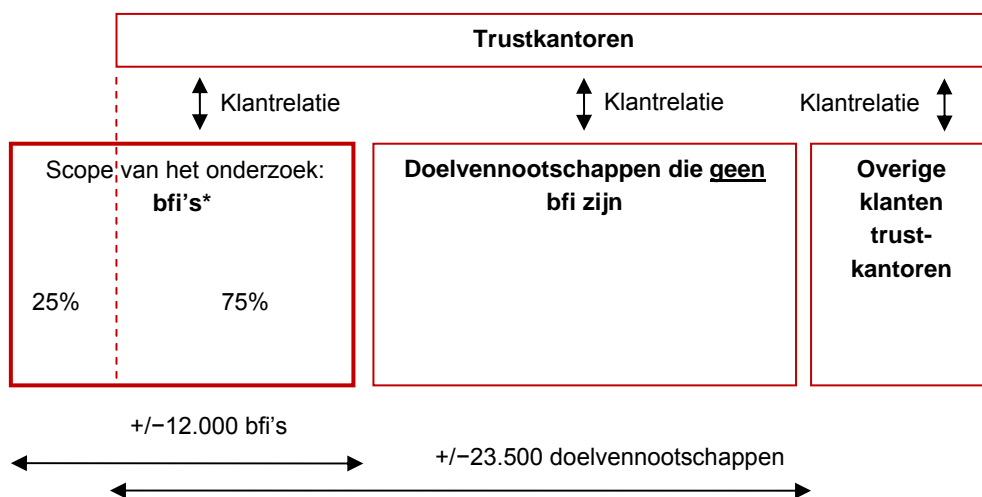 Trustkantoren
Klantrelatie
Klantrelatie
Klantrelatie
Scope van het onderzoek:
bfi’s*
25%
75%
Doelvennootschappen die geen
bfi zijn
Overige
klanten
trust-
kantoren
+/−12.000 bfi’s
+/−23.500 doelvennootschappen